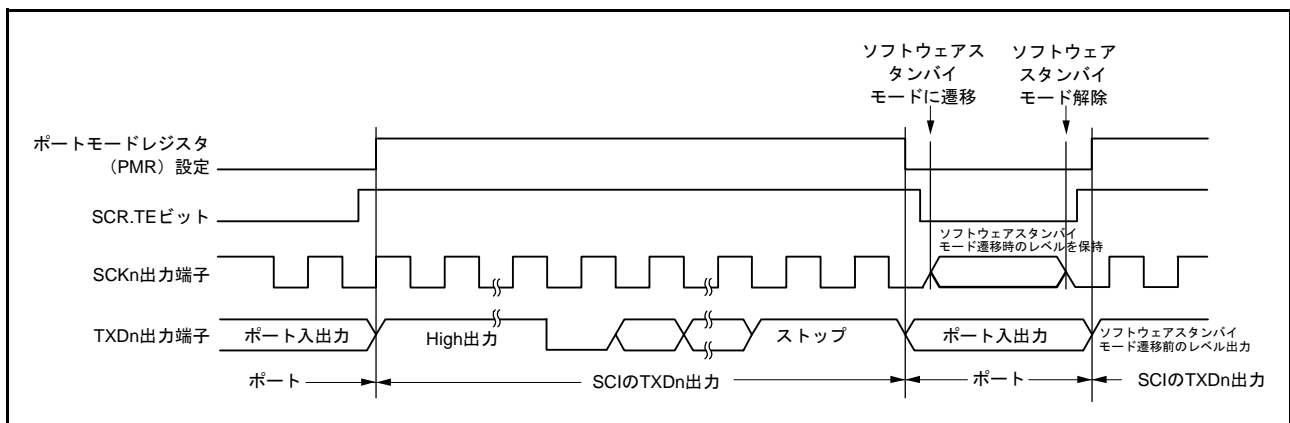 ソフトウェアス
タンバイ
モードに遷移
ソフトウェア
スタンバイ
モード解除
ポートモードレジスタ
（PMR）設定
SCR.TEビット
ソフトウェアスタンバイ
モード遷移時のレベルを保持
SCKn出力端子
TXDn出力端子
ポート入出力
High出力
ストップ
ポート入出力
ソフトウェアスタンバイ
モード遷移前のレベル出力
ポート
SCIのTXDn出力
ポート
SCIのTXDn出力